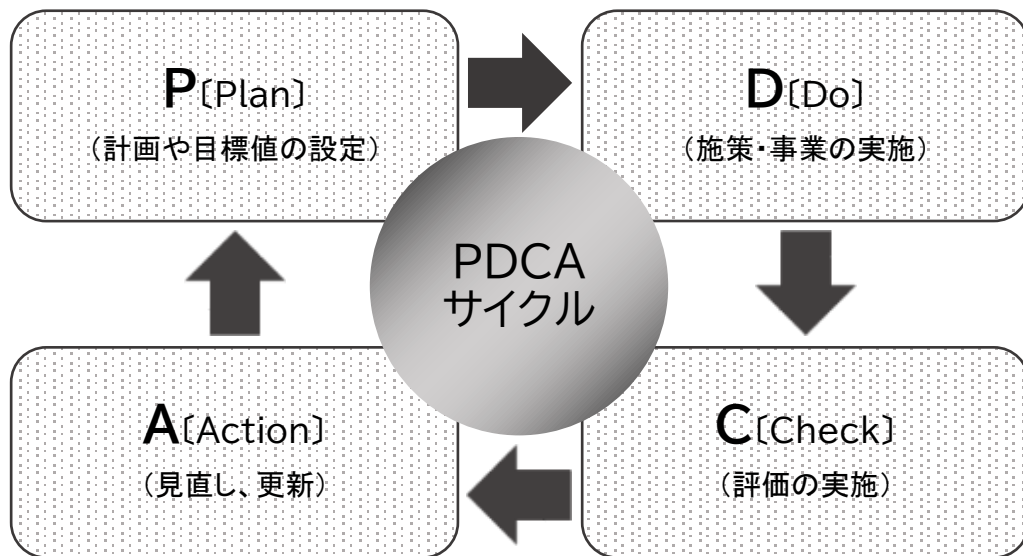 P〔Plan〕
（計画や目標値の設定）
D〔Do〕
（施策・事業の実施）
PDCA
サイクル
A〔Action〕
（見直し、更新）
C〔Check〕
（評価の実施）